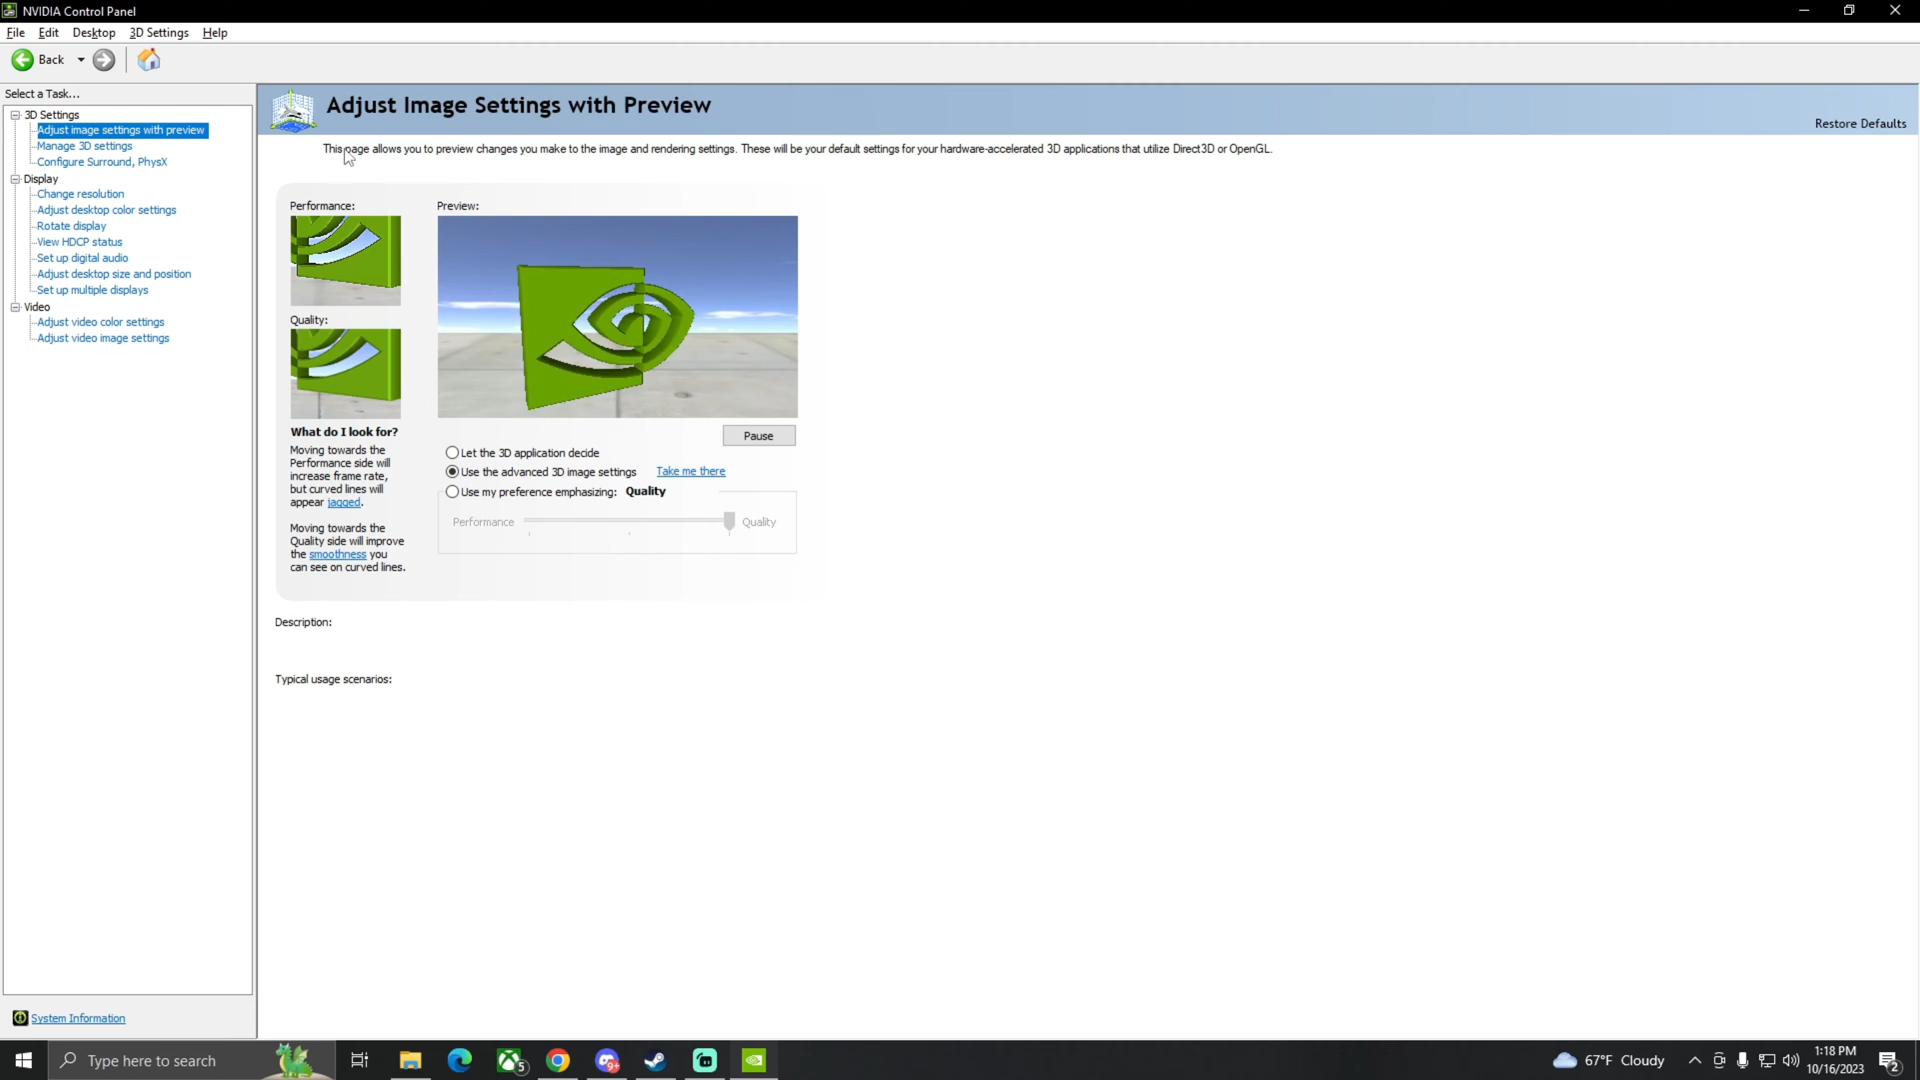 NVIDIA Control Panel
File Edit Desktop 3D Settings Help
Back
Select a Task...
3D Settings
Adjust image settings with preview
Manage 3D settings
Configure Surround, PhysX
Display
Change resolution
Adjust desktop color settings
Rotate display
View HDCP status
Set up digital audio
Adjust desktop size and position
Set up multiple displays
Video
Adjust video color settings
Adjust video image settings
System Information
Adjust Image Settings with Preview
Restore Defaults
This page allows you to preview changes you make to the image and rendering settings. These will be your default settings for your hardware-accelerated 3D applications that utilize Direct3D or OpenGL.
Performance:
Quality:
What do I look for?
Moving towards the
Performance side will
increase frame rate,
but curved lines will
appear jagged.
Moving towards the
Quality side will improve
the smoothness you
can see on curved lines.
Preview:
Pause
Let the 3D application decide
Use the advanced 3D image settings Take me there
Use my preference emphasizing: Quality
Performance Quality
Description:
Typical usage scenarios:
Type here to search
5
9+
67°F Cloudy
1:18 PM
10/16/2023
2